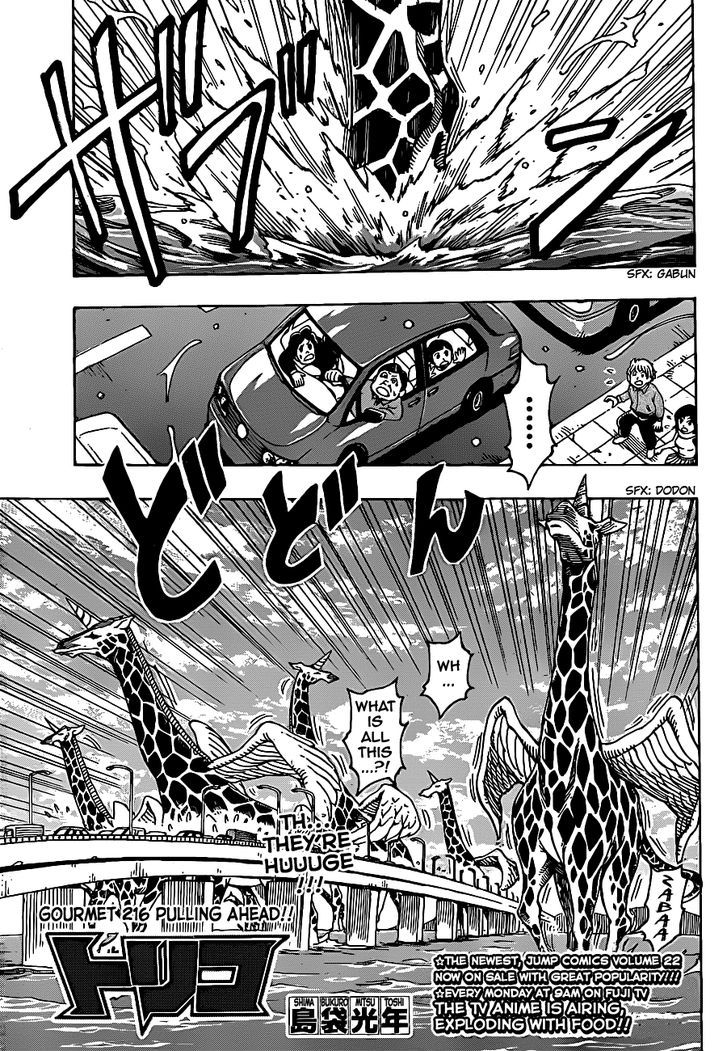 ザブン
SFX: GABUN
......
SFX: DODON
どどん
WH
...
WHAT
IS
ALL
THIS
...?!
TH...
THEY'RE
HUUUGE
!!!!
ZABAA
GOURMET 216 PULLING AHEAD!!
トリコ
SHIMA BUKURO MITSU TOSHI
島袋光年
☆THE NEWEST, JUMP COMICS VOLUME 22
NOW ON SALE WITH GREAT POPULARITY!!!
☆EVERY MONDAY AT 9AM ON FUJI TV
THE TV ANIME IS AIRING,
EXPLODING WITH FOOD!!